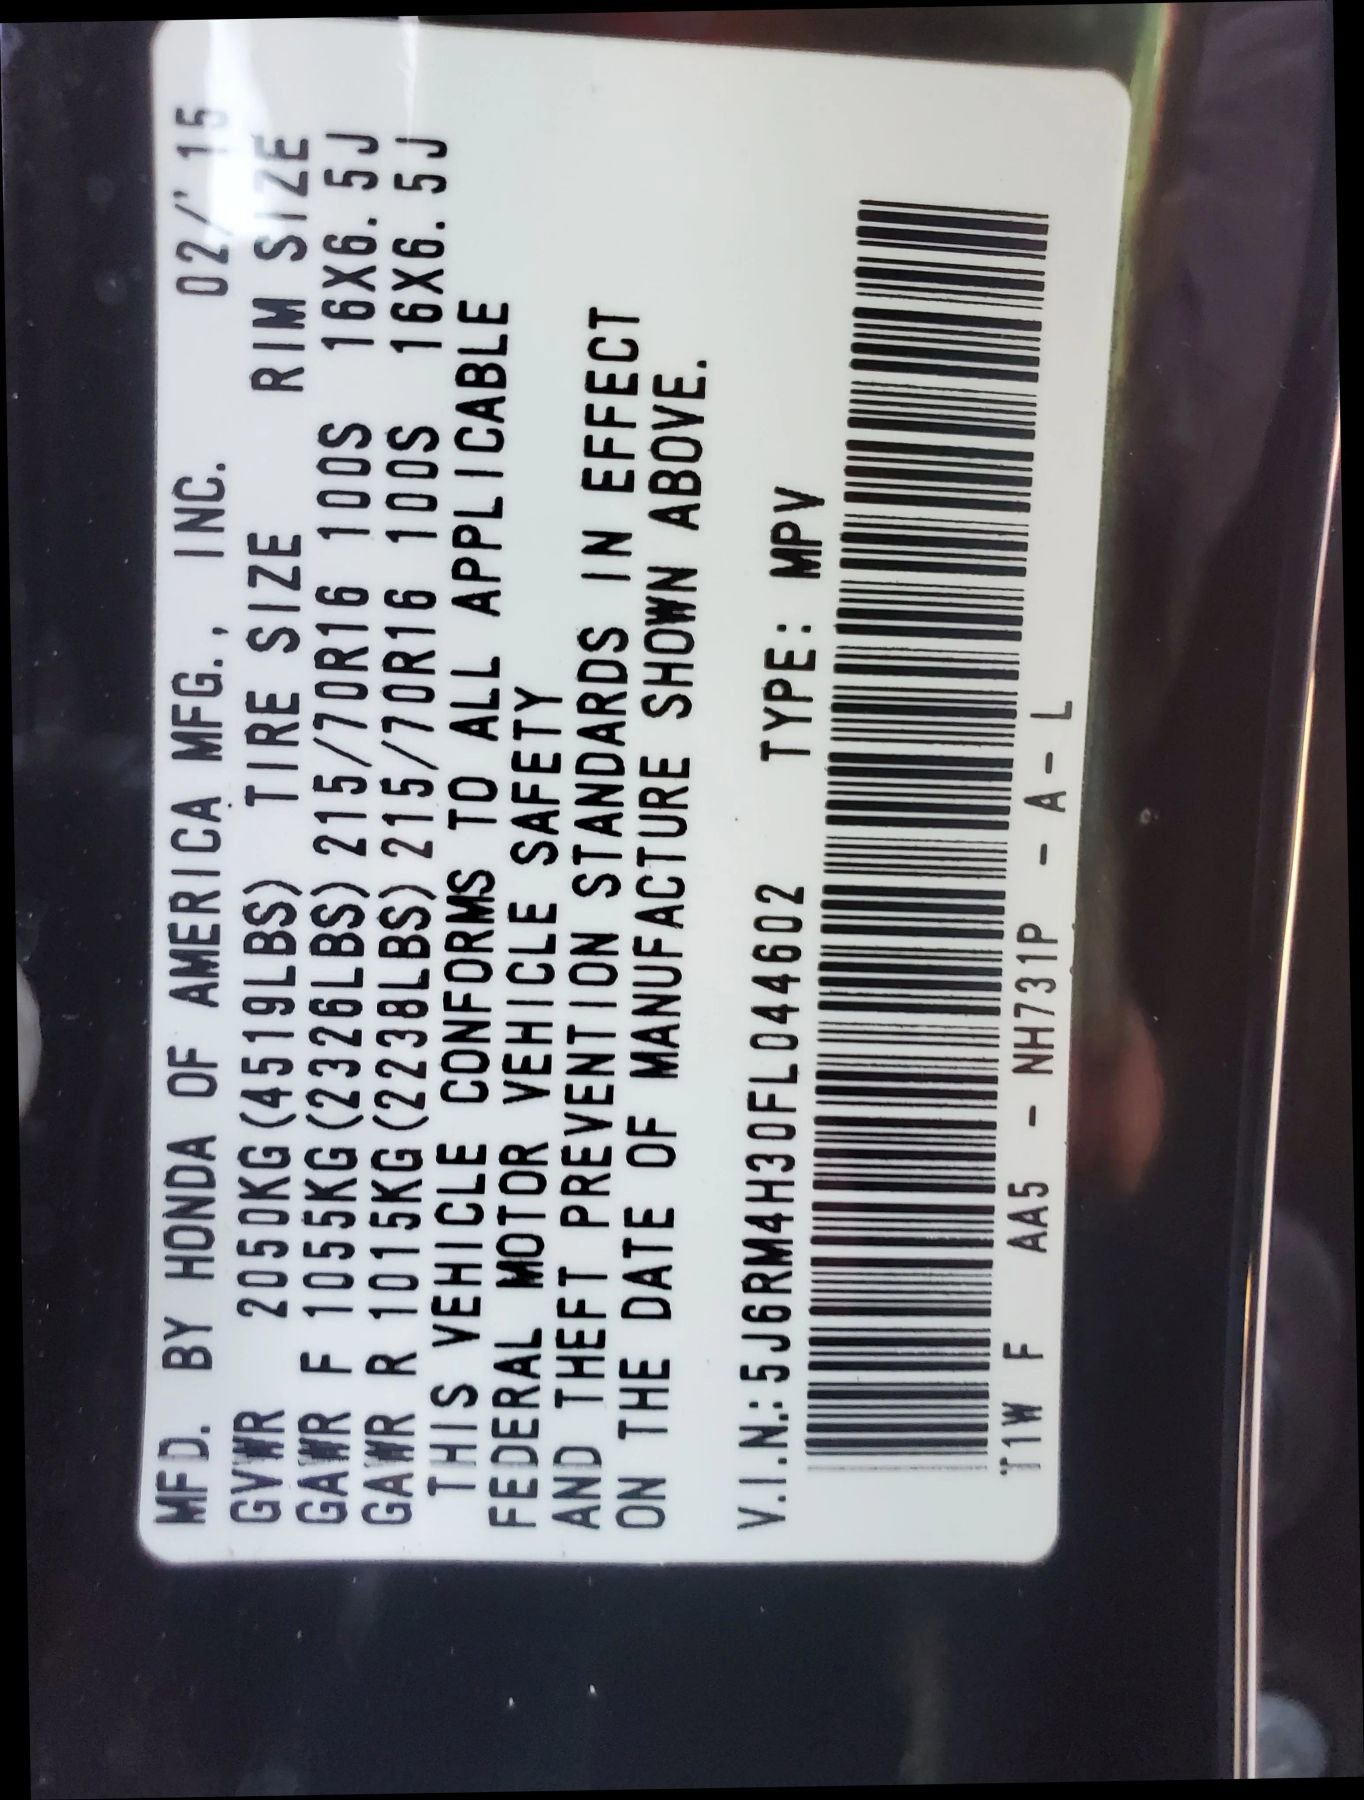 MFD. BY HONDA OF AMERICA MFG., INC. 02/'15
GVWR 2050KG(4519LBS) TIRE SIZE RIM SIZE
GAWR F 1055KG(2326LBS) 215/70R16 100S 16X6.5J
GAWR R 1015KG(2238LBS) 215/70R16 100S 16X6.5J
THIS VEHICLE CONFORMS TO ALL APPLICABLE
FEDERAL MOTOR VEHICLE SAFETY
AND THEFT PREVENTION STANDARDS IN EFFECT
ON THE DATE OF MANUFACTURE SHOWN ABOVE.
V.I.N.: 5J6RM4H30FL044602 TYPE: MPV
T1W F AA5 - NH731P - A- L